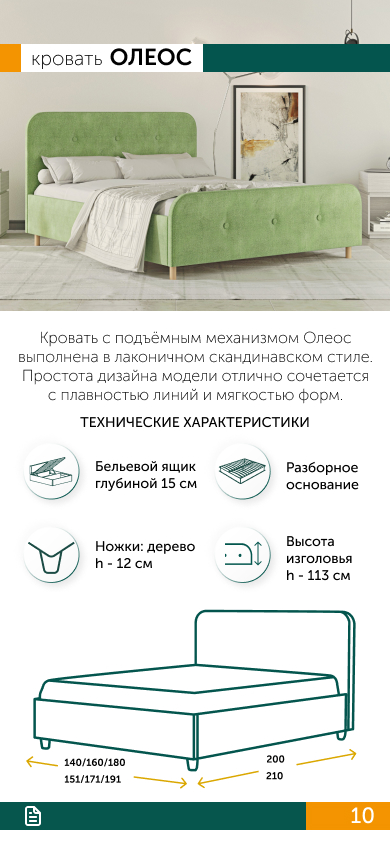 кровать ОЛЕОС
Кровать с подъёмным механизмом Олеос
выполнена в лаконичном скандинавском стиле.
Простота дизайна модели отлично сочетается
с плавностью линий и мягкостью форм.
ТЕХНИЧЕСКИЕ ХАРАКТЕРИСТИКИ
Бельевой ящик
глубиной 15 см
Разборное
основание
Ножки: дерево
h - 12 см
Высота
изголовья
h - 113 см
140/160/180
151/171/191
200
210
10